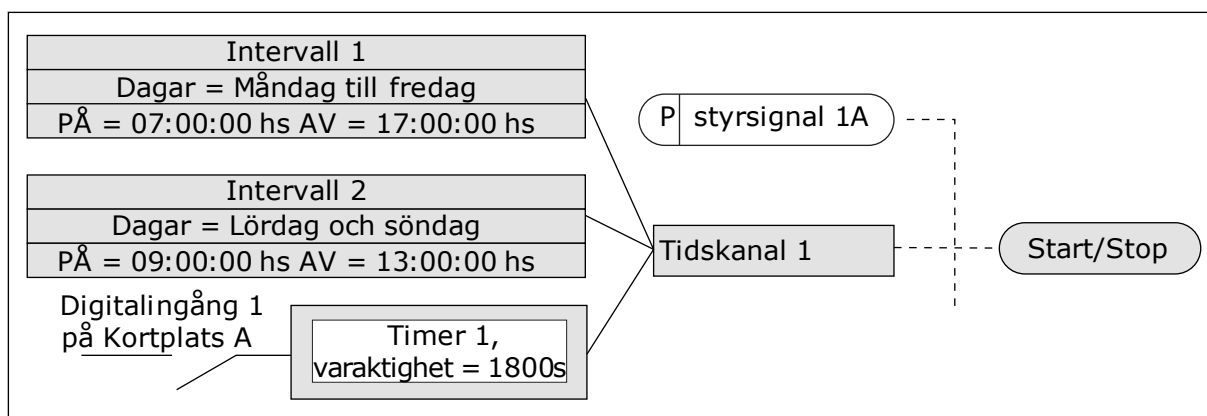 Intervall 1
Dagar = Måndag till fredag
PÅ = 07:00:00 hs AV = 17:00:00 hs
Intervall 2
Dagar = Lördag och söndag
PÅ = 09:00:00 hs AV = 13:00:00 hs
Digitalingång 1
på Kortplats A
Timer 1,
varaktighet = 1800s
P styrsignal 1A
Tidskanal 1
Start/Stop